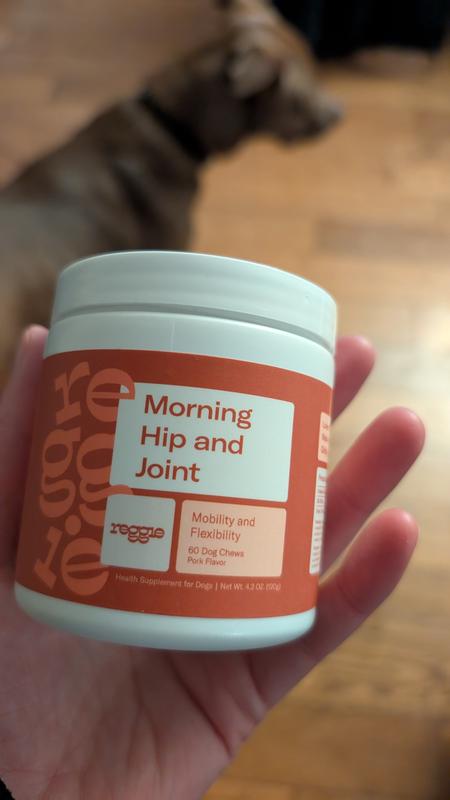 reggie
Morning
Hip and
Joint
reggie
Mobility and
Flexibility
60 Dog Chews
Pork Flavor
Health Supplement for Dogs | Net Wt. 4.2 OZ. (120g)